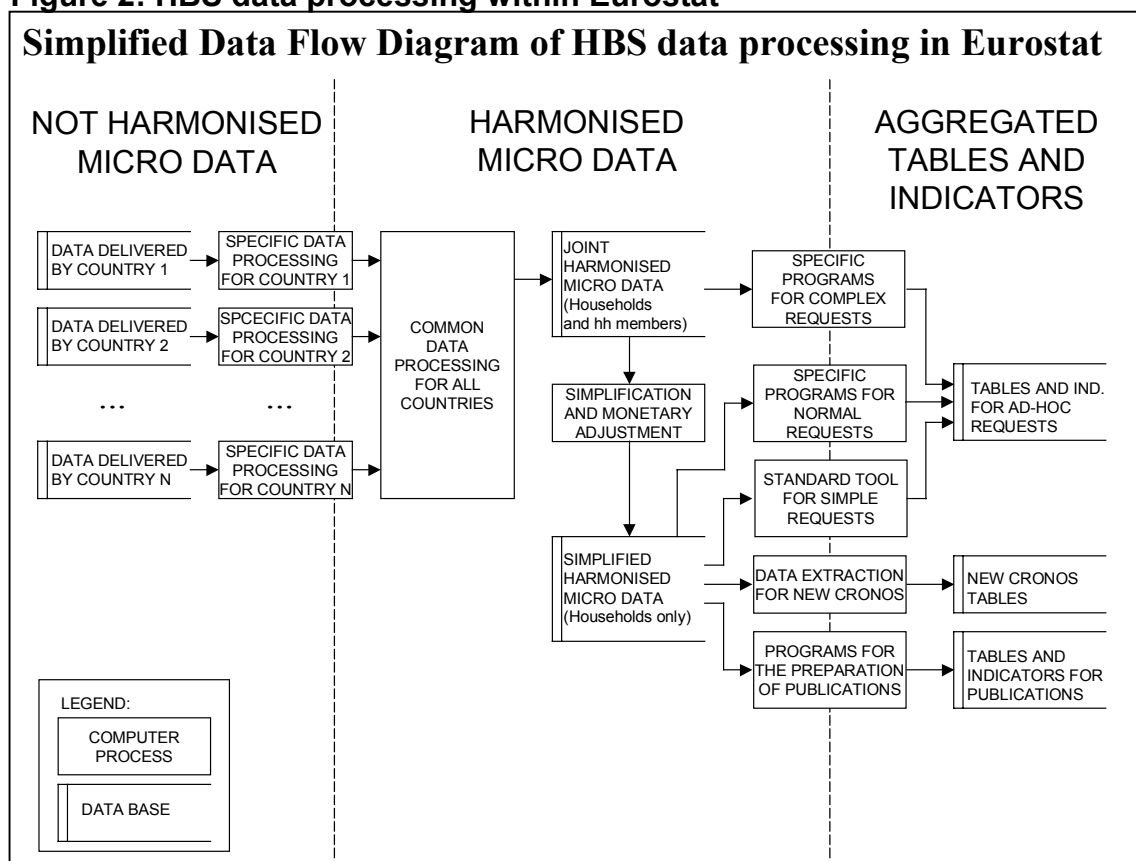 Figure 2: HBS data processing within Eurostat
Simplified Data Flow Diagram of HBS data processing in Eurostat
NOT HARMONISED
MICRO DATA
HARMONISED
MICRO DATA
AGGREGATED
TABLES AND
INDICATORS
DATA DELIVERED
BY COUNTRY 1
SPECIFIC DATA
PROCESSING
FOR COUNTRY 1
DATA DELIVERED
BY COUNTRY 2
SPCECIFIC DATA
PROCESSING
FOR COUNTRY 2
...
...
DATA DELIVERED
BY COUNTRY N
SPECIFIC DATA
PROCESSING
FOR COUNTRY N
COMMON
DATA
PROCESSING
FOR ALL
COUNTRIES
JOINT
HARMONISED
MICRO DATA
(Households
and hh members)
SIMPLIFICATION
AND MONETARY
ADJUSTMENT
SIMPLIFIED
HARMONISED
MICRO DATA
(Households only)
SPECIFIC
PROGRAMS
FOR COMPLEX
REQUESTS
SPECIFIC
PROGRAMS FOR
NORMAL
REQUESTS
STANDARD TOOL
FOR SIMPLE
REQUESTS
DATA EXTRACTION
FOR NEW CRONOS
PROGRAMS FOR
THE PREPARATION
OF PUBLICATIONS
TABLES AND IND.
FOR AD-HOC
REQUESTS
NEW CRONOS
TABLES
TABLES AND
INDICATORS FOR
PUBLICATIONS
LEGEND:
COMPUTER
PROCESS
DATA BASE